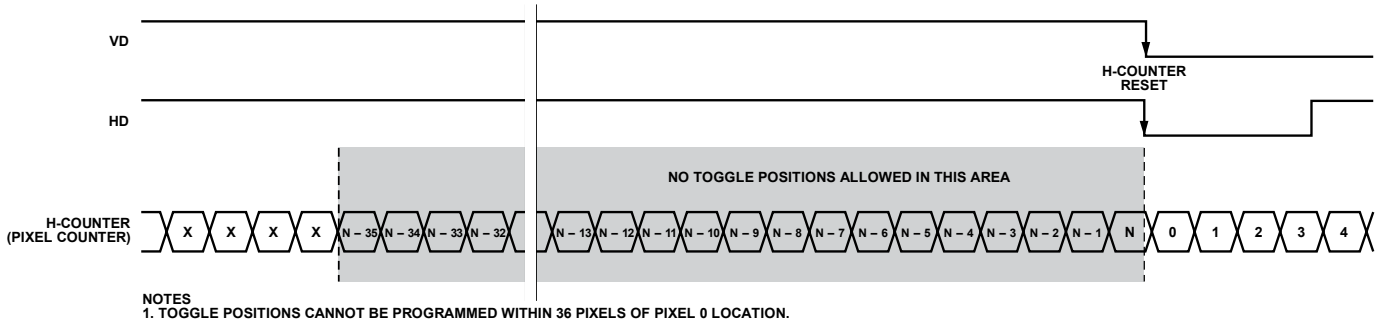 VD
H-COUNTER
RESET
HD
NO TOGGLE POSITIONS ALLOWED IN THIS AREA
H-COUNTER
(PIXEL COUNTER)
X X X X N – 35 N – 34 N – 33 N – 32 N – 13 N – 12 N – 11 N – 10 N – 9 N – 8 N – 7 N – 6 N – 5 N – 4 N – 3 N – 2 N – 1 N 0 1 2 3 4
NOTES
1. TOGGLE POSITIONS CANNOT BE PROGRAMMED WITHIN 36 PIXELS OF PIXEL 0 LOCATION.